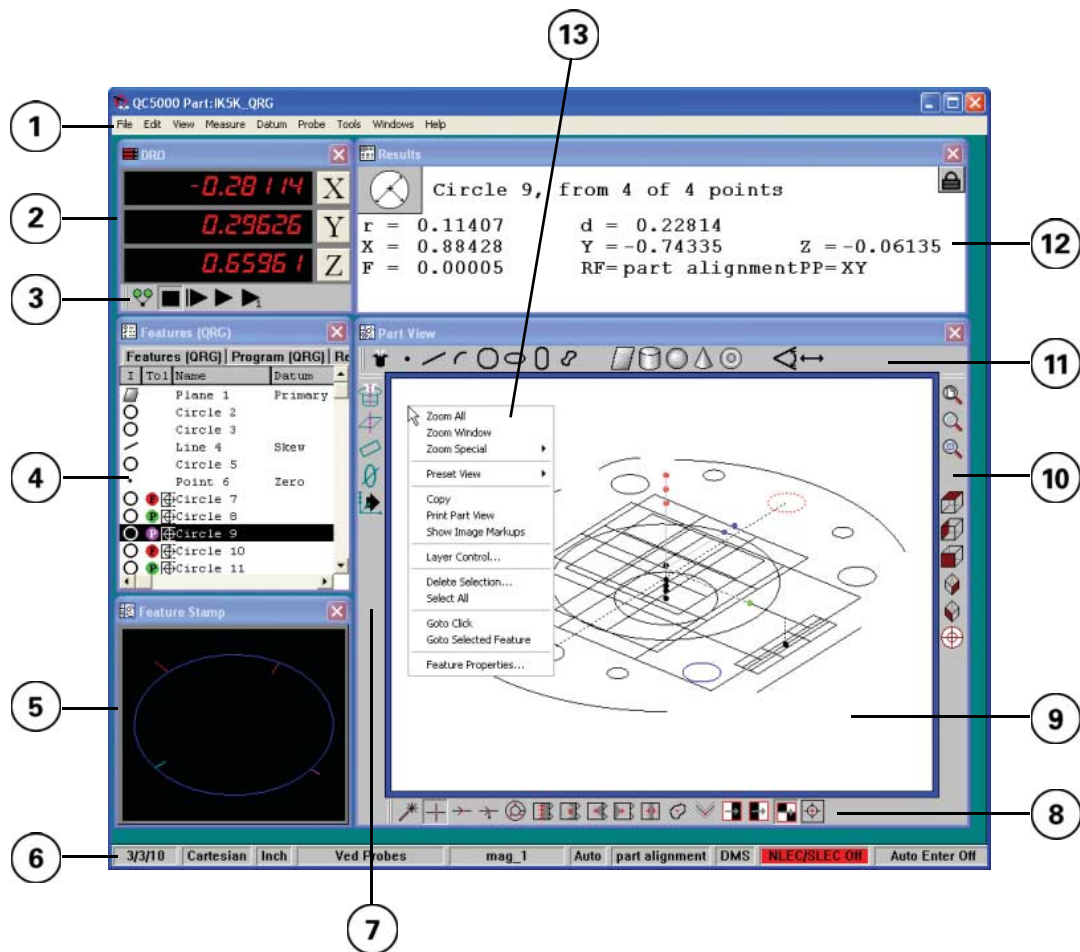 13
QC5000 Part:IK5K_QRG
1
File Edit View Measure Datum Probe Tools Windows Help
DRO
2
-0.28114 X
0.29626 Y
0.65961 Z
3
1
Results
Circle 9, from 4 of 4 points
r = 0.11407 d = 0.22814
X = 0.88428 Y =-0.74335 Z =-0.06135
F = 0.00005 RF=part alignmentPP=XY
12
Features (QRG)
Features (QRG) Program (QRG) Re
I Tol Name Datum
Plane 1 Primary
Circle 2
Circle 3
Line 4 Skew
Circle 5
4
Point 6 Zero
P Circle 7
P Circle 8
P Circle 9
P Circle 10
P Circle 11
Part View
11
Zoom All
Zoom Window
Zoom Special
Preset View
Copy
Print Part View
Show Image Markups
Layer Control...
Delete Selection...
Select All
Goto Click
Goto Selected Feature
Feature Properties...
10
Feature Stamp
5
9
8
6
3/3/10 Cartesian Inch Ved Probes mag_1 Auto part alignment DMS NLEC/SLEC Off Auto Enter Off
7